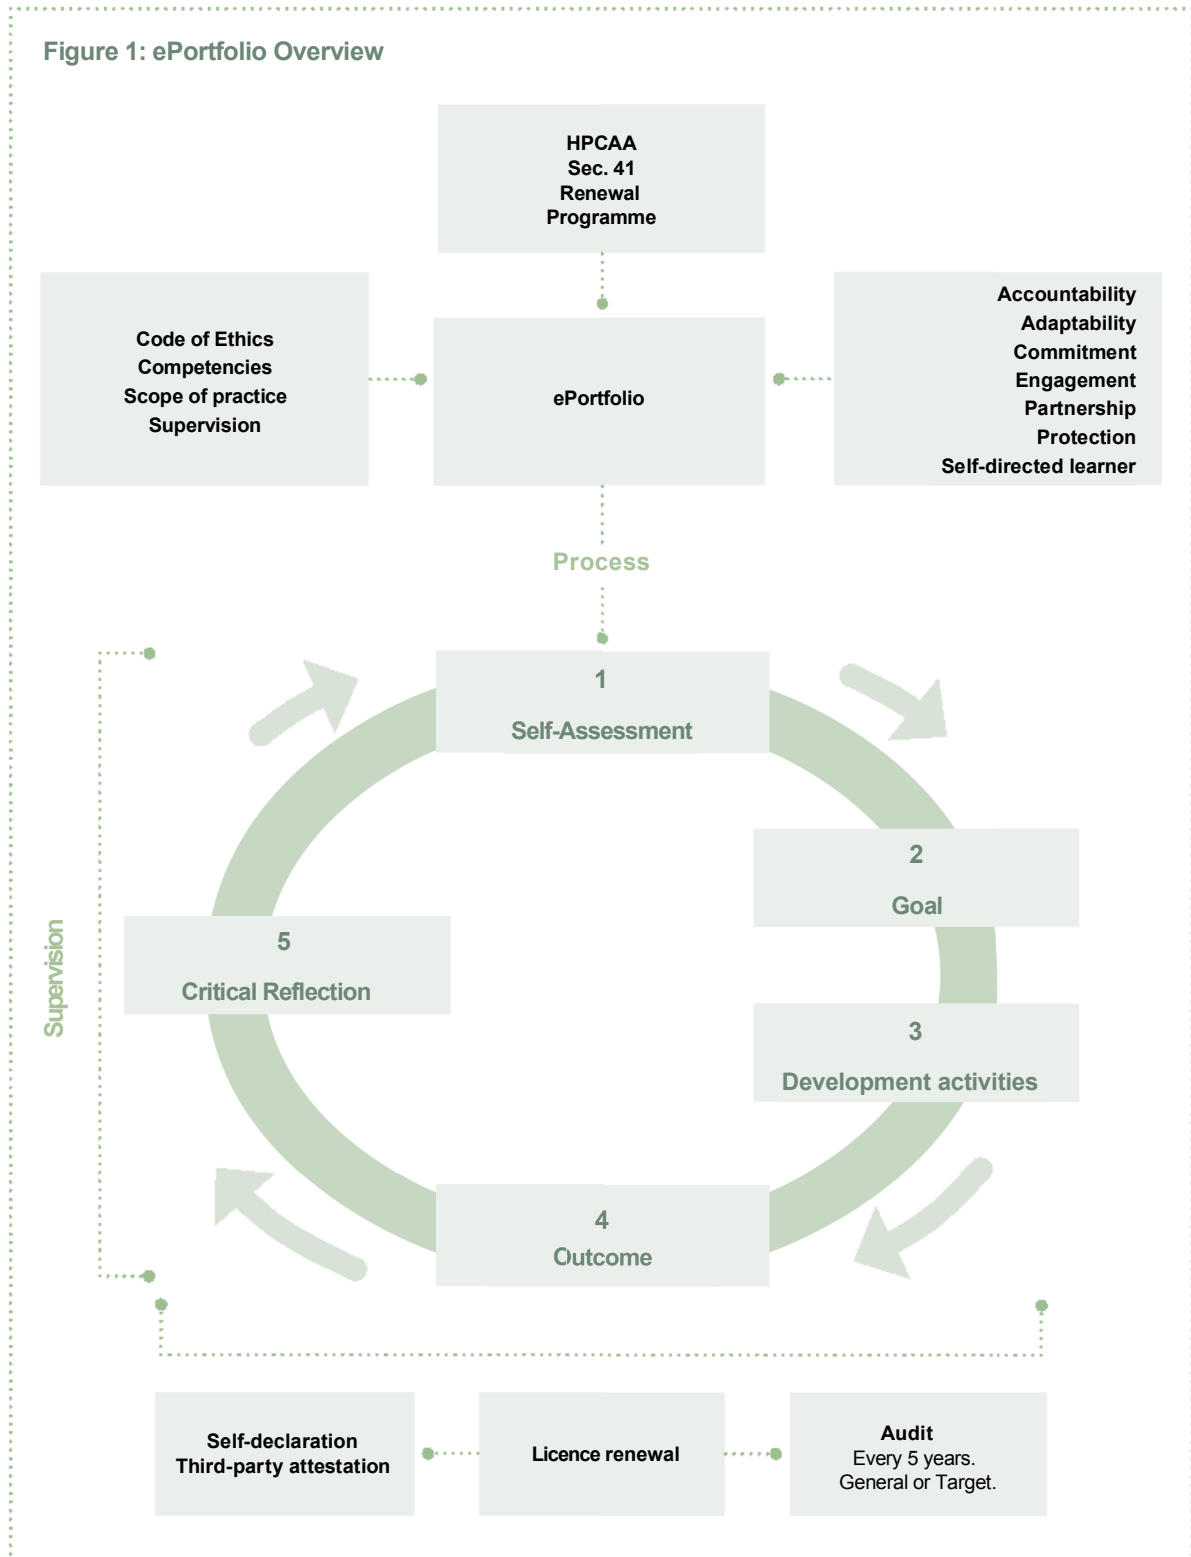 Figure 1: ePortfolio Overview
HPCAA
Sec. 41
Renewal
Programme
Code of Ethics
Competencies
Scope of practice
Supervision
ePortfolio
Accountability
Adaptability
Commitment
Engagement
Partnership
Protection
Self-directed learner
Process
1
Self-Assessment
2
Goal
3
Development activities
4
Outcome
5
Critical Reflection
Supervision
Self-declaration
Third-party attestation
Licence renewal
Audit
Every 5 years.
General or Target.